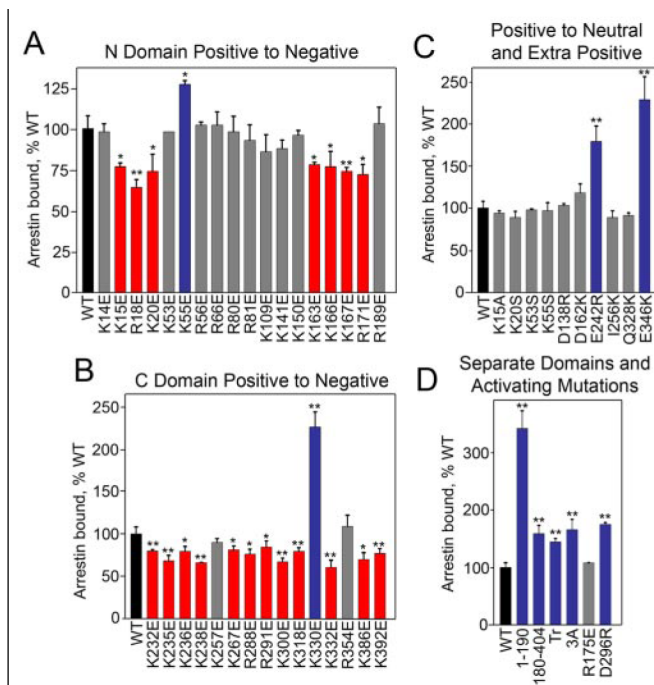 A
N Domain Positive to Negative
Arrestin bound, % WT
125
100
75
50
25
0
*
**
*
*
*
*
**
*
WT
K14E
K15E
R18E
K20E
K53E
K55E
R56E
R66E
R80E
R81E
K109E
K141E
K150E
K163E
K166E
K167E
R171E
R189E
B
C Domain Positive to Negative
Arrestin bound, % WT
250
200
150
100
50
0
**
**
*
**
*
*
*
**
**
**
**
*
**
WT
K232E
K235E
K236E
K238E
K257E
K267E
R288E
R291E
K300E
K318E
K330E
K332E
R354E
K386E
K392E
C
Positive to Neutral
and Extra Positive
Arrestin bound, % WT
250
200
150
100
50
0
**
**
WT
K15A
K20S
K53S
K55S
D138R
D162K
E242R
I256K
Q328K
E346K
D
Separate Domains and
Activating Mutations
Arrestin bound, % WT
300
200
100
0
**
**
**
**
**
WT
1-190
180-404
Tr
3A
R175E
D296R